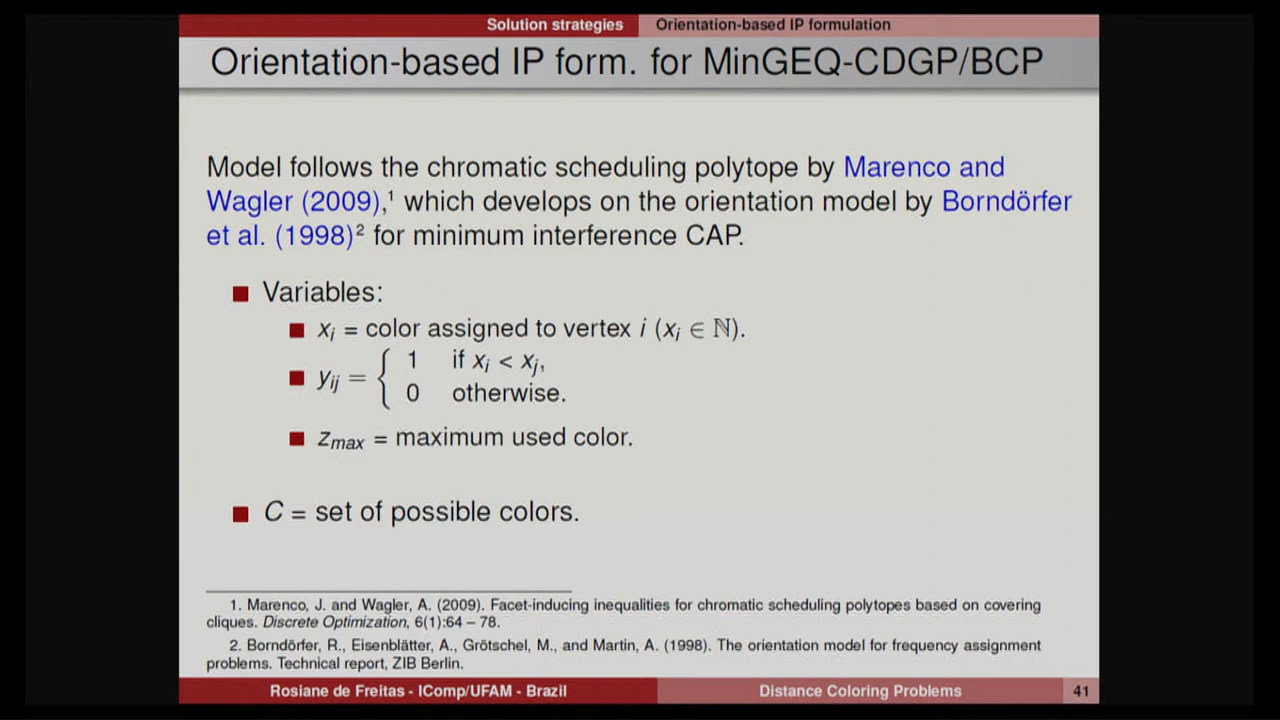 Solution strategies Orientation-based IP formulation
Orientation-based IP form. for MinGEQ-CDGP/BCP
Model follows the chromatic scheduling polytope by Marenco and
Wagler (2009),¹ which develops on the orientation model by Borndörfer
et al. (1998)² for minimum interference CAP.
Variables:
xᵢ = color assigned to vertex i (xᵢ ∈ ℕ).
yᵢⱼ = { 1 if xᵢ < xⱼ,
0 otherwise.
z_max = maximum used color.
C = set of possible colors.
1. Marenco, J. and Wagler, A. (2009). Facet-inducing inequalities for chromatic scheduling polytopes based on covering
cliques. Discrete Optimization, 6(1):64 – 78.
2. Borndörfer, R., Eisenblätter, A., Grötschel, M., and Martin, A. (1998). The orientation model for frequency assignment
problems. Technical report, ZIB Berlin.
Rosiane de Freitas - IComp/UFAM - Brazil Distance Coloring Problems 41